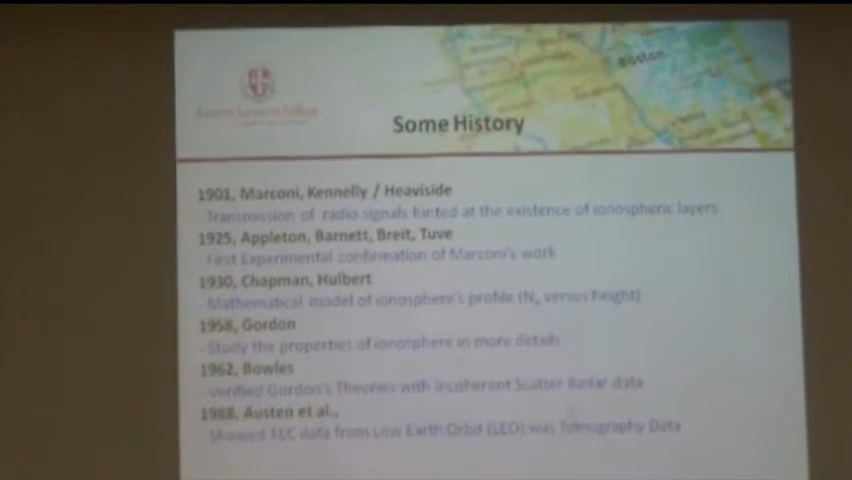 Boston
Some History
1901, Marconi, Kennelly / Heaviside
- Transmission of radio signals hinted at the existence of ionospheric layers
1925, Appleton, Barnett, Breit, Tuve
- First Experimental confirmation of Marconi's work
1930, Chapman, Hulbert
- Mathematical model of ionosphere's profile (Nₑ versus height)
1958, Gordon
- Study the properties of ionosphere in more details
1962, Bowles
- Verified Gordon's Theories with Incoherent Scatter Radar data
1988, Austen et al.,
- Showed TEC data from Low Earth Orbit (LEO) was Tomography Data